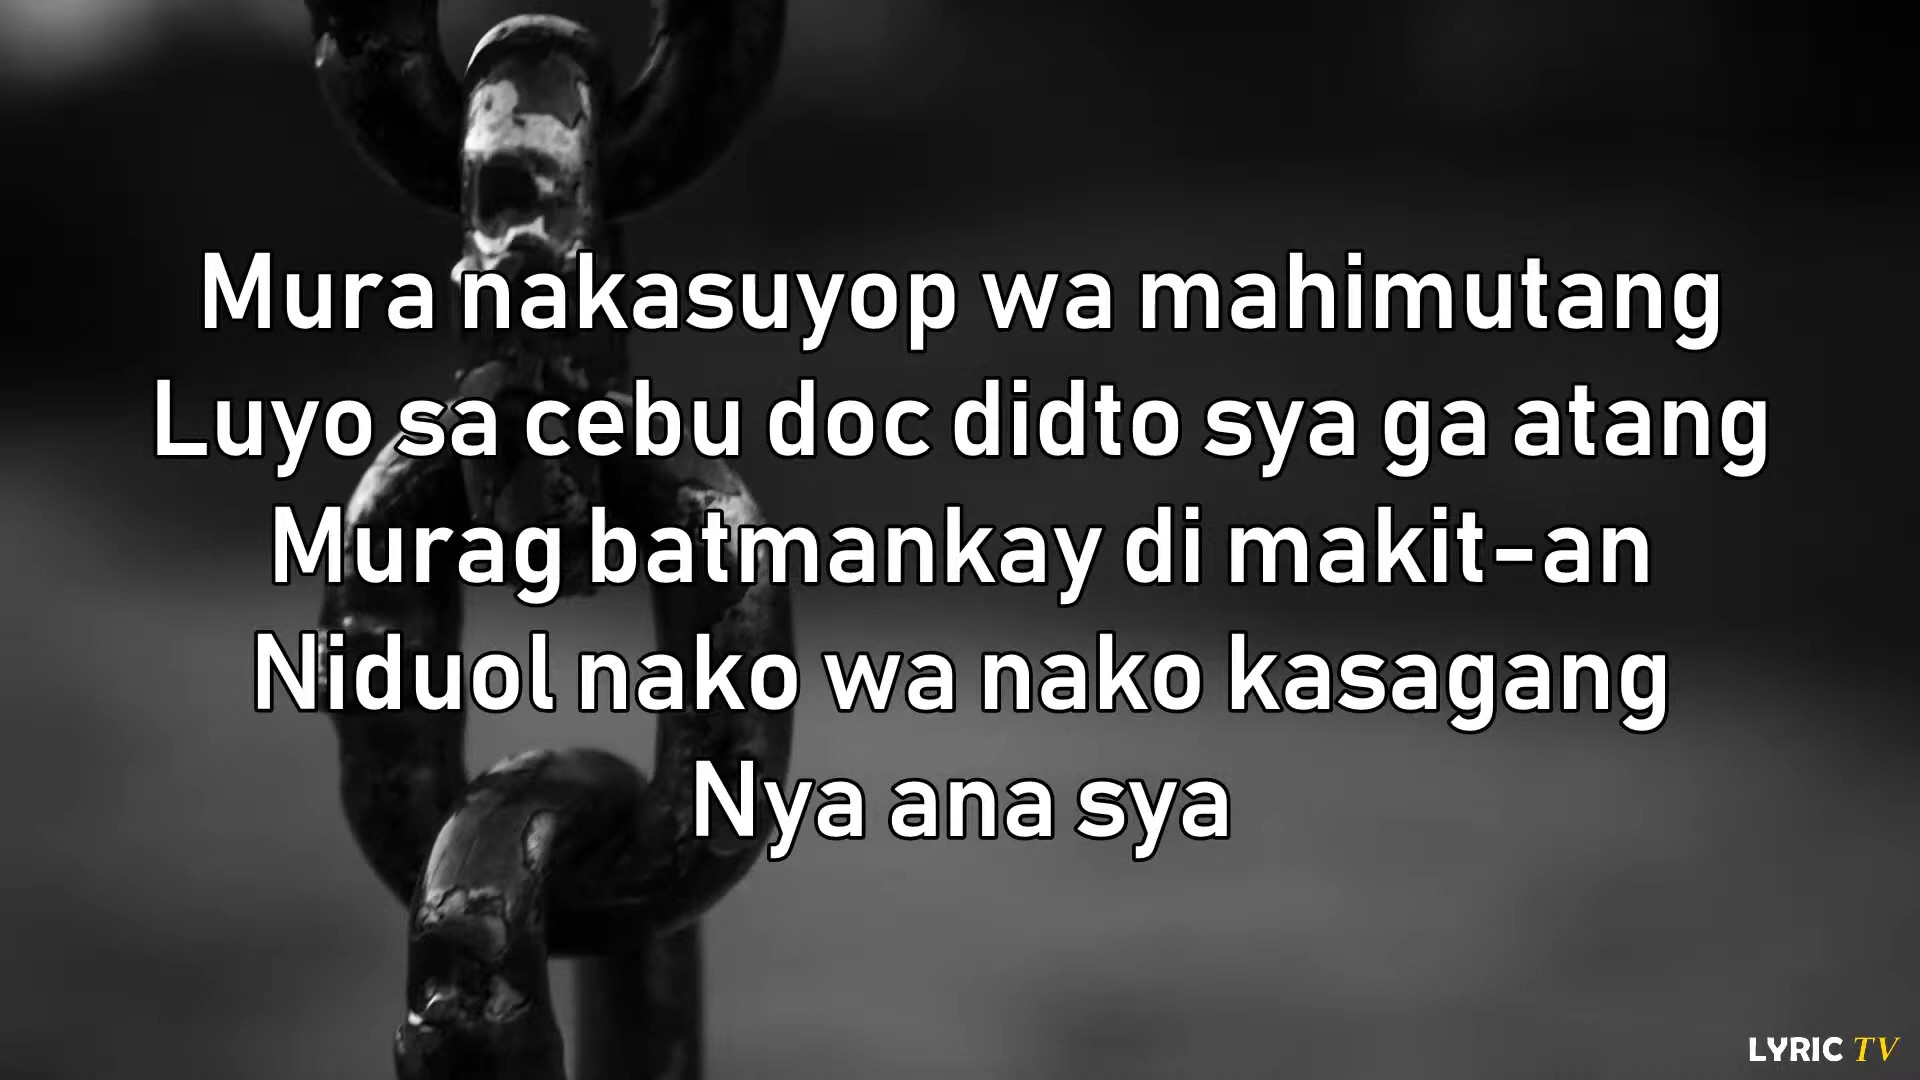 Mura nakasuyop wa mahimutang
Luyo sa cebu doc didto sya ga atang
Murag batmankay di makit-an
Niduol nako wa nako kasagang
Nya ana sya
LYRIC TV